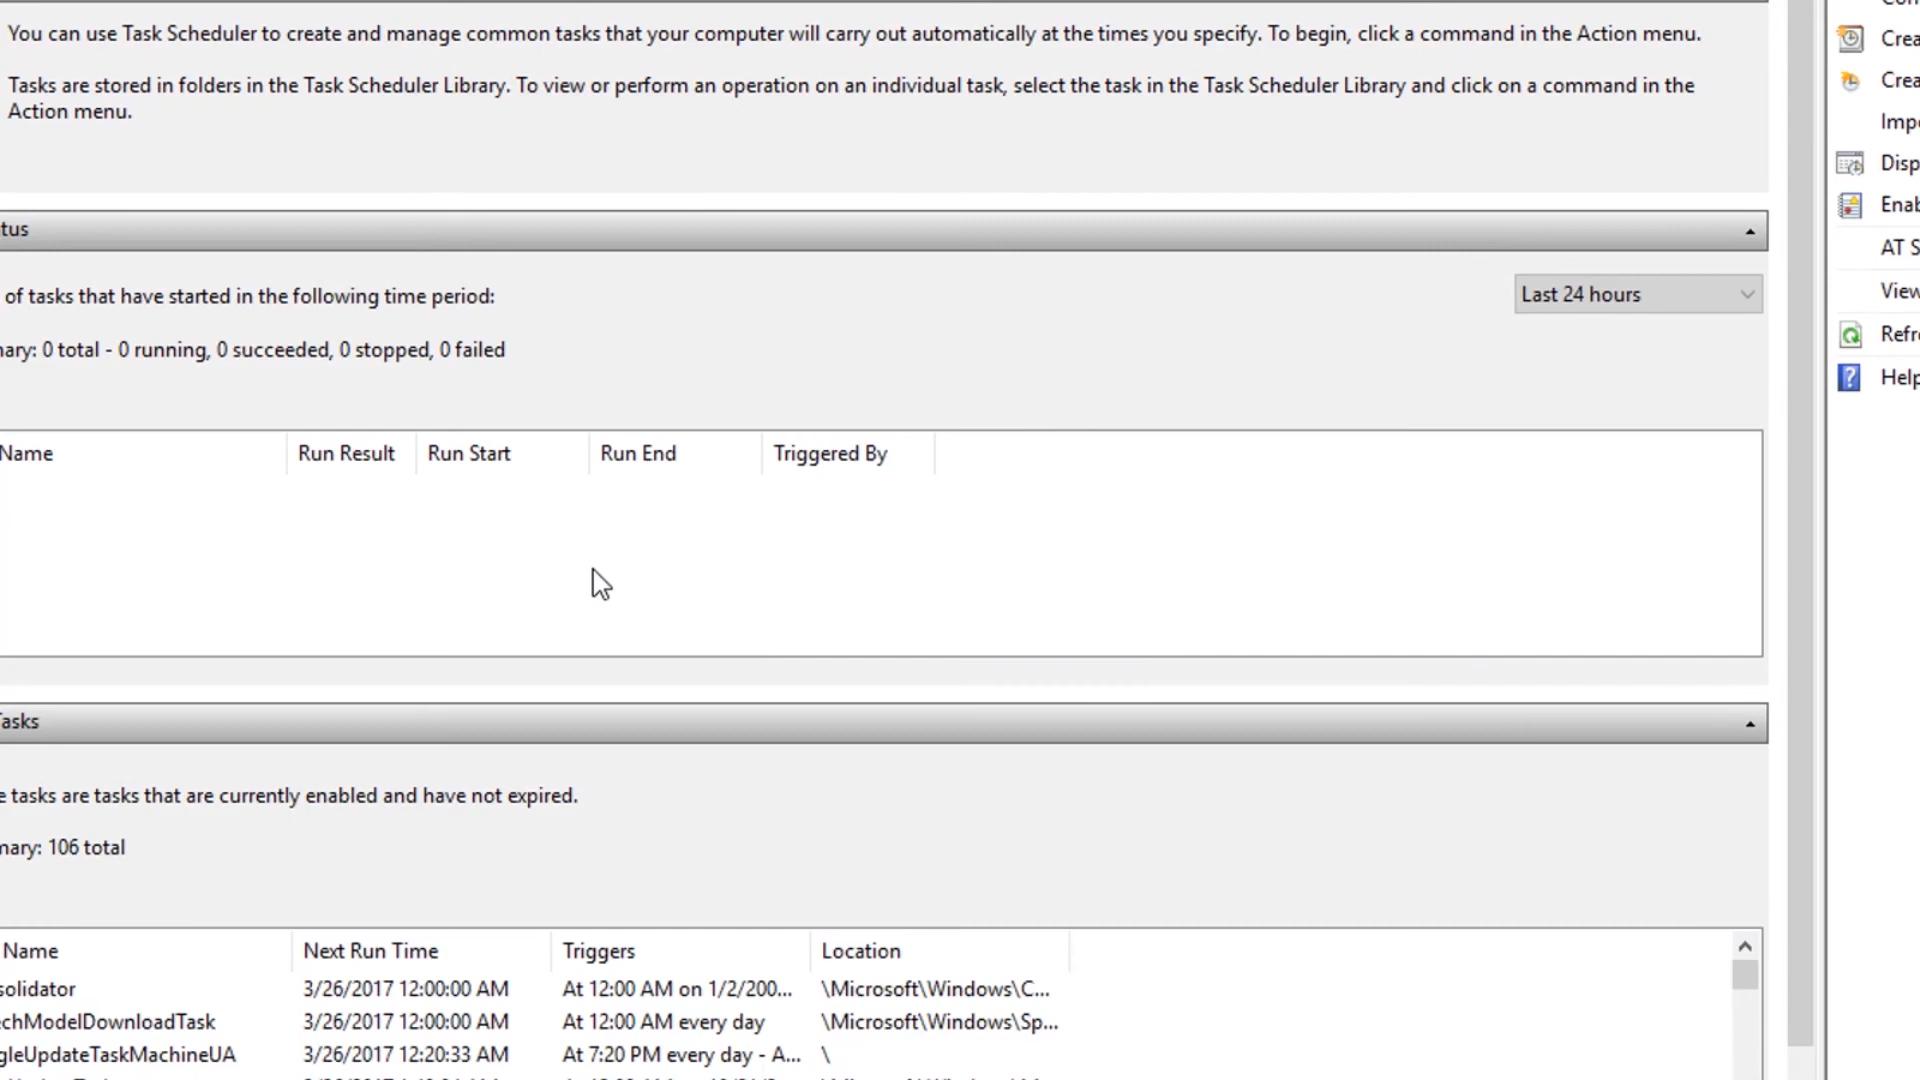 You can use Task Scheduler to create and manage common tasks that your computer will carry out automatically at the times you specify. To begin, click a command in the Action menu.
Tasks are stored in folders in the Task Scheduler Library. To view or perform an operation on an individual task, select the task in the Task Scheduler Library and click on a command in the
Action menu.
Crea
Crea
Impo
Disp
Enab
AT S
View
Refre
Help
tus
of tasks that have started in the following time period:
Last 24 hours
nary: 0 total - 0 running, 0 succeeded, 0 stopped, 0 failed
Name Run Result Run Start Run End Triggered By
Tasks
e tasks are tasks that are currently enabled and have not expired.
nary: 106 total
Name Next Run Time Triggers Location
solidator 3/26/2017 12:00:00 AM At 12:00 AM on 1/2/200... \Microsoft\Windows\C...
echModelDownloadTask 3/26/2017 12:00:00 AM At 12:00 AM every day \Microsoft\Windows\Sp...
gleUpdateTaskMachineUA 3/26/2017 12:20:33 AM At 7:20 PM every day - A... \